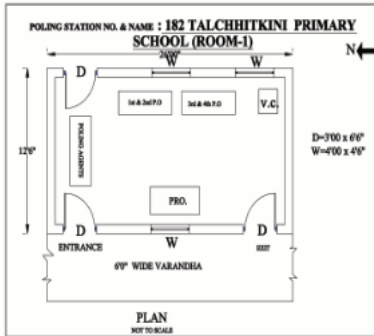 POLING STATION NO. & NAME : 182 TALCHHITKINI PRIMARY
SCHOOL (ROOM-1)
26'00"
N
D
W
W
1st & 2nd P.O
3rd & 4th P.O
V.C.
POLING AGENTS
12'6"
D=3'00 x 6'6"
W=4'00 x 4'6"
PRO.
D
W
D
ENTRANCE
EXIT
6'0" WIDE VARANDHA
PLAN
NOT TO SCALE